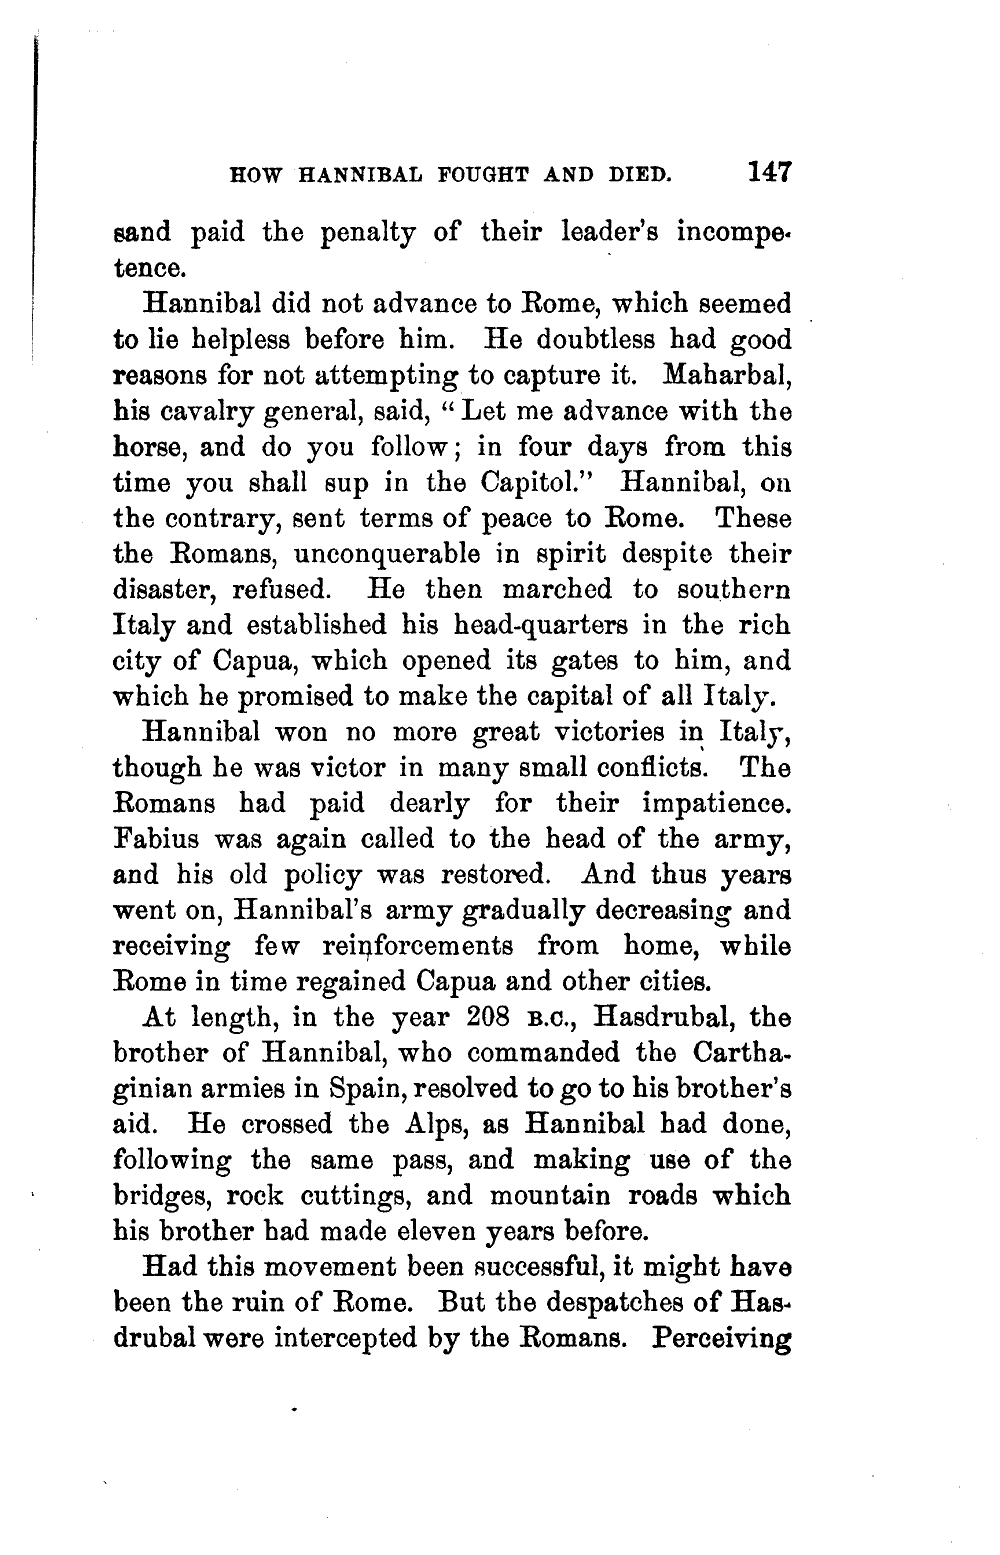 HOW HANNIBAL FOUGHT AND DIED. 147
sand paid the penalty of their leader's incompe-
tence.
Hannibal did not advance to Rome, which seemed
to lie helpless before him. He doubtless had good
reasons for not attempting to capture it. Maharbal,
his cavalry general, said, “Let me advance with the
horse, and do you follow; in four days from this
time you shall sup in the Capitol.” Hannibal, on
the contrary, sent terms of peace to Rome. These
the Romans, unconquerable in spirit despite their
disaster, refused. He then marched to southern
Italy and established his head-quarters in the rich
city of Capua, which opened its gates to him, and
which he promised to make the capital of all Italy.
Hannibal won no more great victories in Italy,
though he was victor in many small conflicts. The
Romans had paid dearly for their impatience.
Fabius was again called to the head of the army,
and his old policy was restored. And thus years
went on, Hannibal's army gradually decreasing and
receiving few reinforcements from home, while
Rome in time regained Capua and other cities.
At length, in the year 208 B.C., Hasdrubal, the
brother of Hannibal, who commanded the Cartha-
ginian armies in Spain, resolved to go to his brother's
aid. He crossed the Alps, as Hannibal had done,
following the same pass, and making use of the
bridges, rock cuttings, and mountain roads which
his brother had made eleven years before.
Had this movement been successful, it might have
been the ruin of Rome. But the despatches of Has-
drubal were intercepted by the Romans. Perceiving